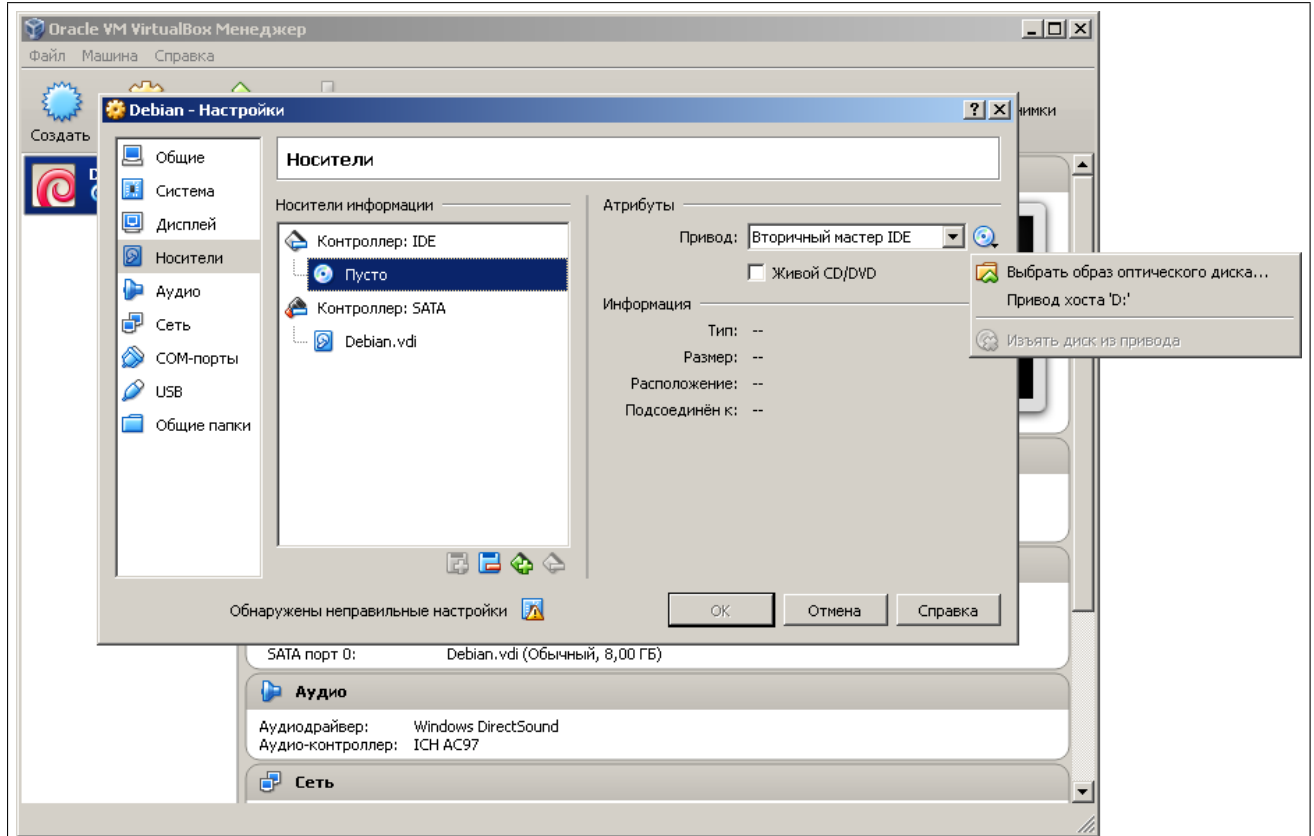 Oracle VM VirtualBox Менеджер
Файл Машина Справка
Создать
Debian - Настройки
нимки
Общие
Система
Дисплей
Носители
Аудио
Сеть
COM-порты
USB
Общие папки
Носители
Носители информации
Контроллер: IDE
Пусто
Контроллер: SATA
Debian.vdi
Атрибуты
Привод: Вторичный мастер IDE
Живой CD/DVD
Информация
Тип: --
Размер: --
Расположение: --
Подсоединён к: --
Выбрать образ оптического диска...
Привод хоста 'D:'
Изъять диск из привода
Обнаружены неправильные настройки
OK
Отмена
Справка
SATA порт 0: Debian.vdi (Обычный, 8,00 ГБ)
Аудио
Аудиодрайвер: Windows DirectSound
Аудио-контроллер: ICH AC97
Сеть